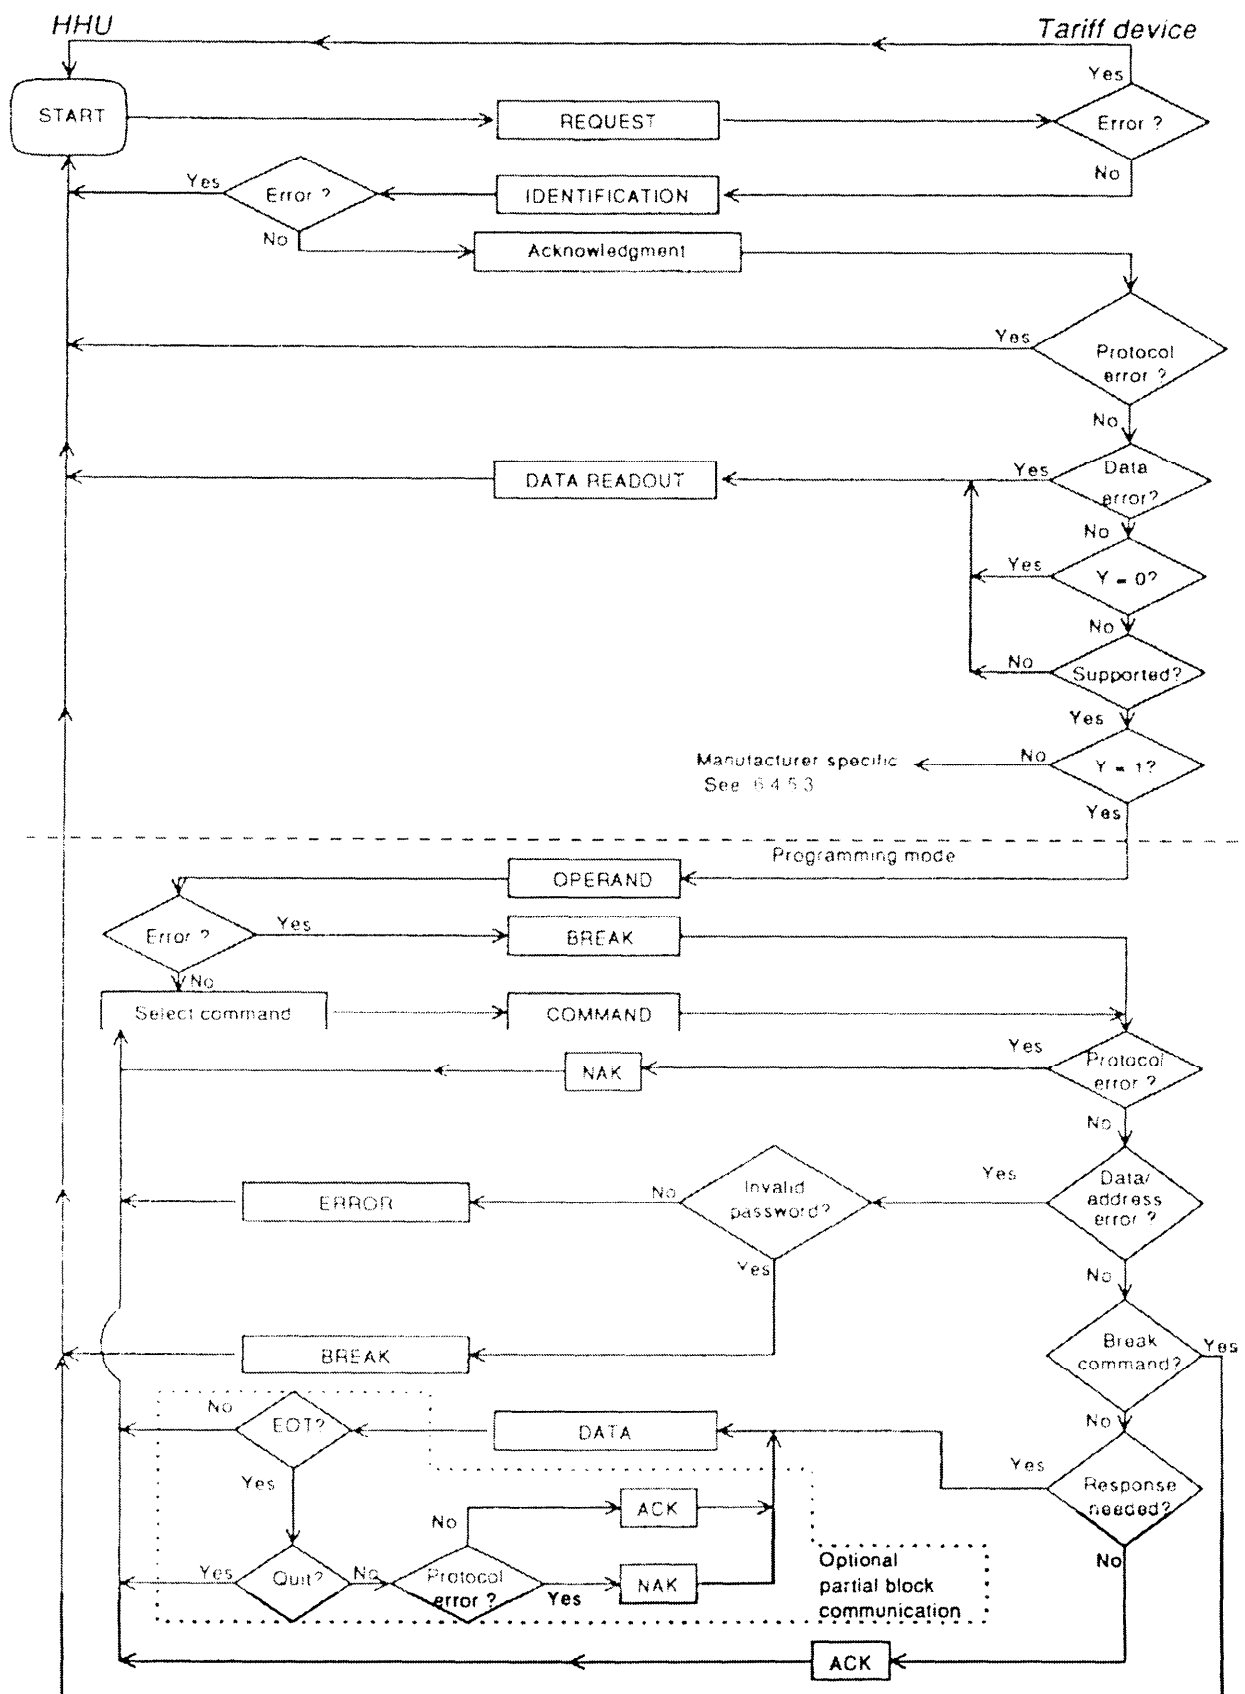 HHU
Tariff device
Yes
START
REQUEST
Error ?
No
Yes
Error ?
IDENTIFICATION
No
Acknowledgment
Yes
Protocol
error ?
No
DATA READOUT
Yes
Data
error?
No
Yes
Y = 0?
No
No
Supported?
Yes
Manufacturer specific
See 6.4.5.3
No
Y = 1?
Yes
Programming mode
OPERAND
Error ?
Yes
BREAK
No
Select command
COMMAND
Yes
NAK
Protocol
error ?
No
ERROR
No
Invalid
password?
Yes
Data/
address
error ?
Yes
No
BREAK
Break
command?
Yes
No
EOT?
DATA
No
Yes
Yes
Response
needed?
No
ACK
Yes
Quit?
No
Protocol
error ?
Yes
NAK
No
Optional
partial block
communication
ACK